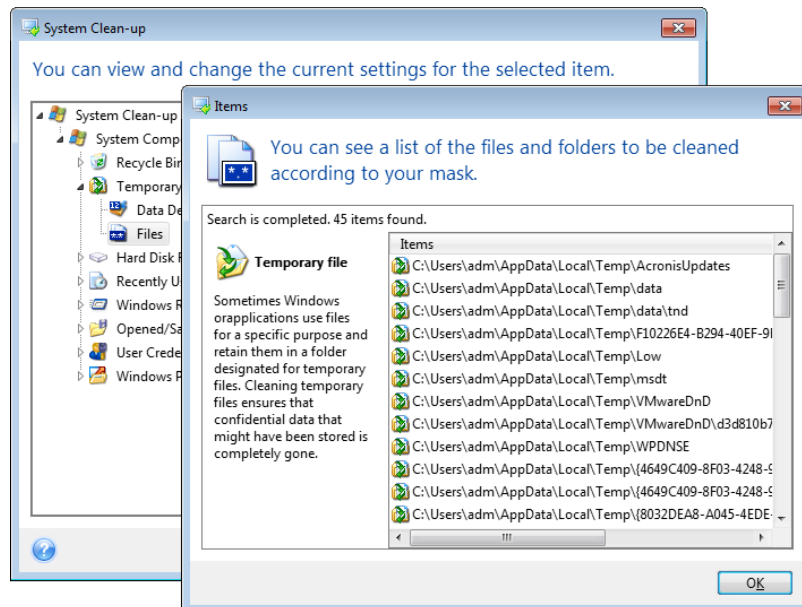 System Clean-up
You can view and change the current settings for the selected item.
System Clean-up
System Comp
Recycle Bin
Temporary
Data De
Files
Hard Disk F
Recently U
Windows R
Opened/Sa
User Crede
Windows P
Items
You can see a list of the files and folders to be cleaned
according to your mask.
Search is completed. 45 items found.
Temporary file
Sometimes Windows
orapplications use files
for a specific purpose and
retain them in a folder
designated for temporary
files. Cleaning temporary
files ensures that
confidential data that
might have been stored is
completely gone.
Items
C:\Users\adm\AppData\Local\Temp\AcronisUpdates
C:\Users\adm\AppData\Local\Temp\data
C:\Users\adm\AppData\Local\Temp\data\tnd
C:\Users\adm\AppData\Local\Temp\F10226E4-B294-40EF-9
C:\Users\adm\AppData\Local\Temp\Low
C:\Users\adm\AppData\Local\Temp\msdt
C:\Users\adm\AppData\Local\Temp\VMwareDnD
C:\Users\adm\AppData\Local\Temp\VMwareDnD\d3d810b7
C:\Users\adm\AppData\Local\Temp\WPDNSE
C:\Users\adm\AppData\Local\Temp\{4649C409-8F03-4248-9
C:\Users\adm\AppData\Local\Temp\{4649C409-8F03-4248-9
C:\Users\adm\AppData\Local\Temp\{8032DEA8-A045-4EDE-
OK